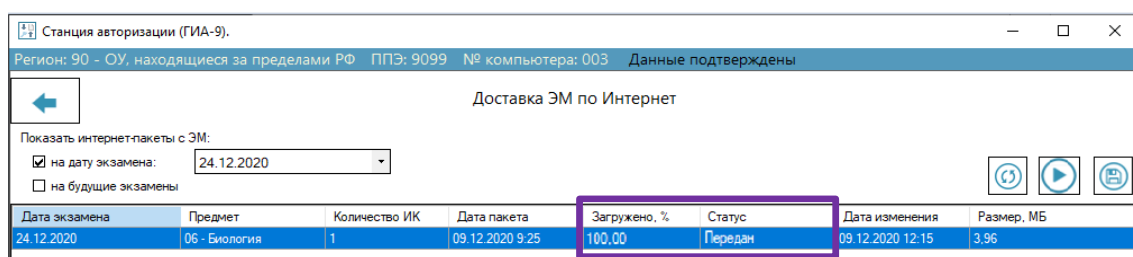 Станция авторизации (ГИА-9).
Регион: 90 - ОУ, находящиеся за пределами РФ ППЭ: 9099 № компьютера: 003 Данные подтверждены
Доставка ЭМ по Интернет
Показать интернет-пакеты с ЭМ:
на дату экзамена: 24.12.2020
на будущие экзамены
Дата экзамена Предмет Количество ИК Дата пакета Загружено, % Статус Дата изменения Размер, МБ
24.12.2020 06 - Биология 1 09.12.2020 9:25 100,00 Передан 09.12.2020 12:15 3,96